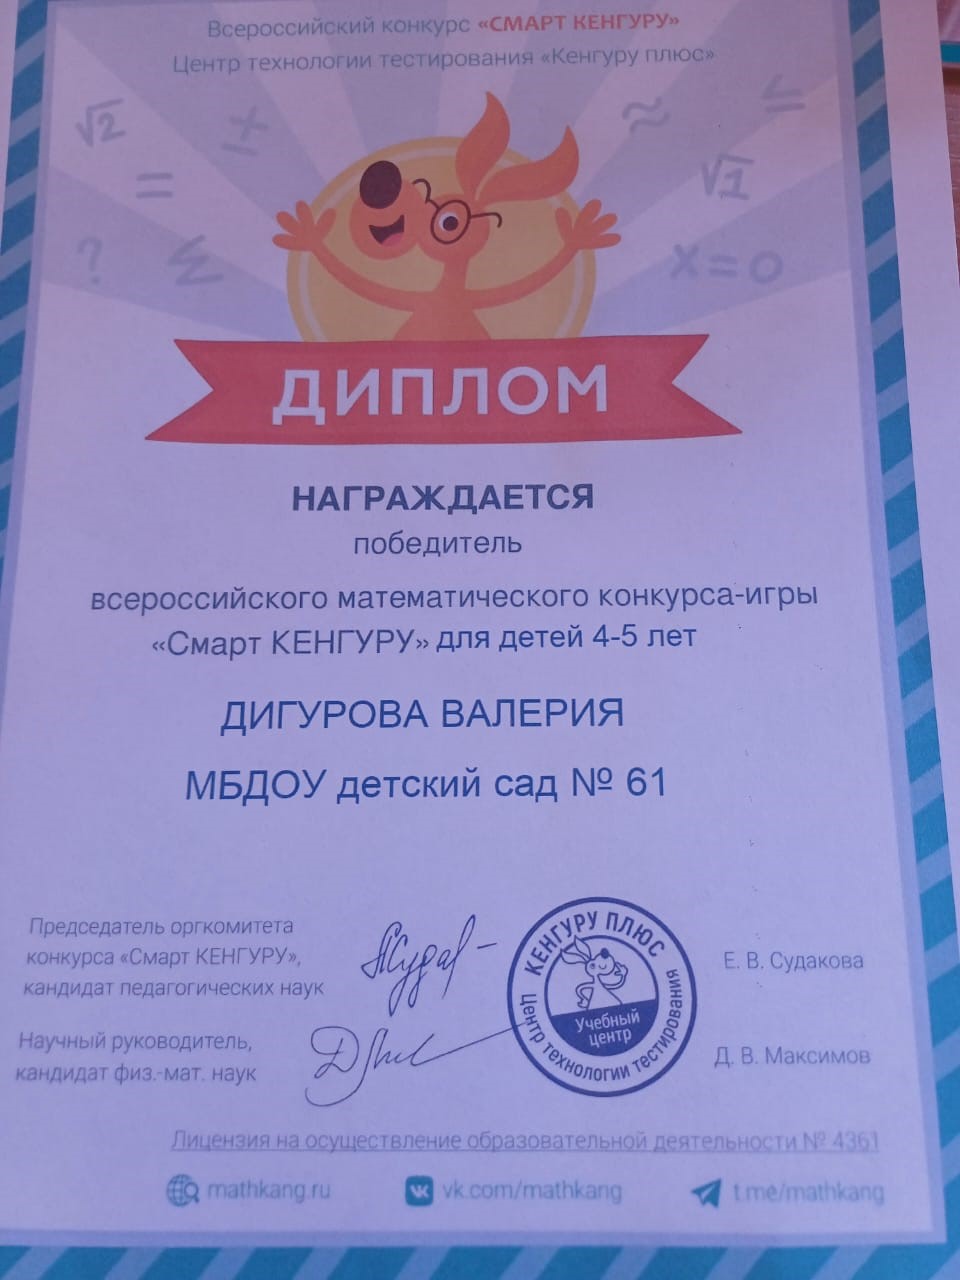 Всероссийский конкурс «СМАРТ КЕНГУРУ»
Центр технологии тестирования «Кенгуру плюс»
√2
±
≈
≤
=
√1
?
Σ
x=0
ДИПЛОМ
НАГРАЖДАЕТСЯ
победитель
всероссийского математического конкурса-игры
«Смарт КЕНГУРУ» для детей 4-5 лет
ДИГУРОВА ВАЛЕРИЯ
МБДОУ детский сад № 61
Председатель оргкомитета
конкурса «Смарт КЕНГУРУ»,
кандидат педагогических наук
Е. В. Судакова
КЕНГУРУ ПЛЮС
Учебный
центр
Центр технологии тестирования
Научный руководитель,
кандидат физ.-мат. наук
Д. В. Максимов
Лицензия на осуществление образовательной деятельности № 4361
mathkang.ru
vk.com/mathkang
t.me/mathkang